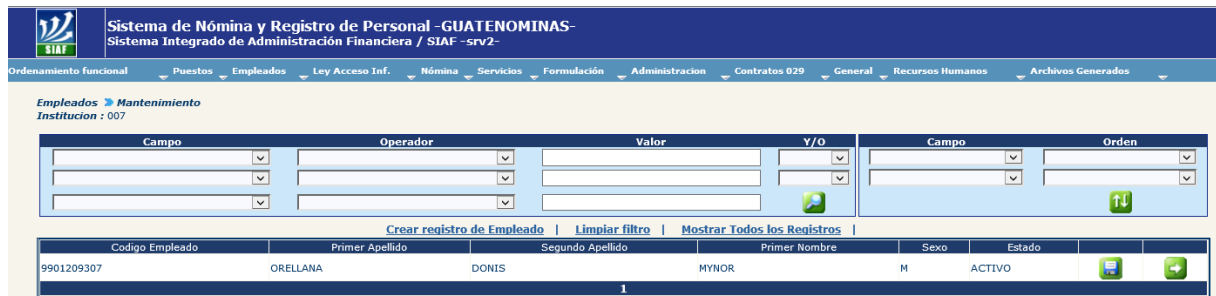 Sistema de Nómina y Registro de Personal -GUATENOMINAS-
SIAF Sistema Integrado de Administración Financiera / SIAF -srv2-
Ordenamiento funcional Puestos Empleados Ley Acceso Inf. Nómina Servicios Formulación Administracion Contratos 029 General Recursos Humanos Archivos Generados
Empleados Mantenimiento
Institucion : 007
Campo Operador Valor Y/O Campo Orden
Crear registro de Empleado | Limpiar filtro | Mostrar Todos los Registros |
Codigo Empleado Primer Apellido Segundo Apellido Primer Nombre Sexo Estado
9901209307 ORELLANA DONIS MYNOR M ACTIVO
1